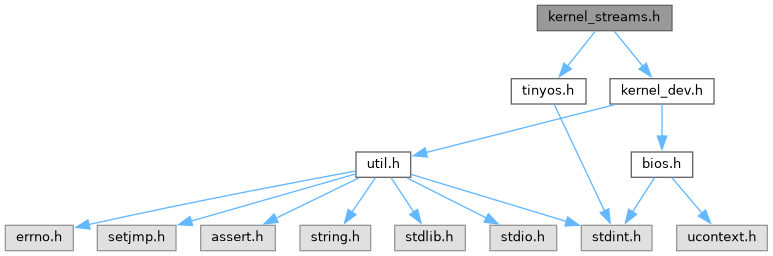 kernel_streams.h
tinyos.h
kernel_dev.h
util.h
bios.h
errno.h
setjmp.h
assert.h
string.h
stdlib.h
stdio.h
stdint.h
ucontext.h